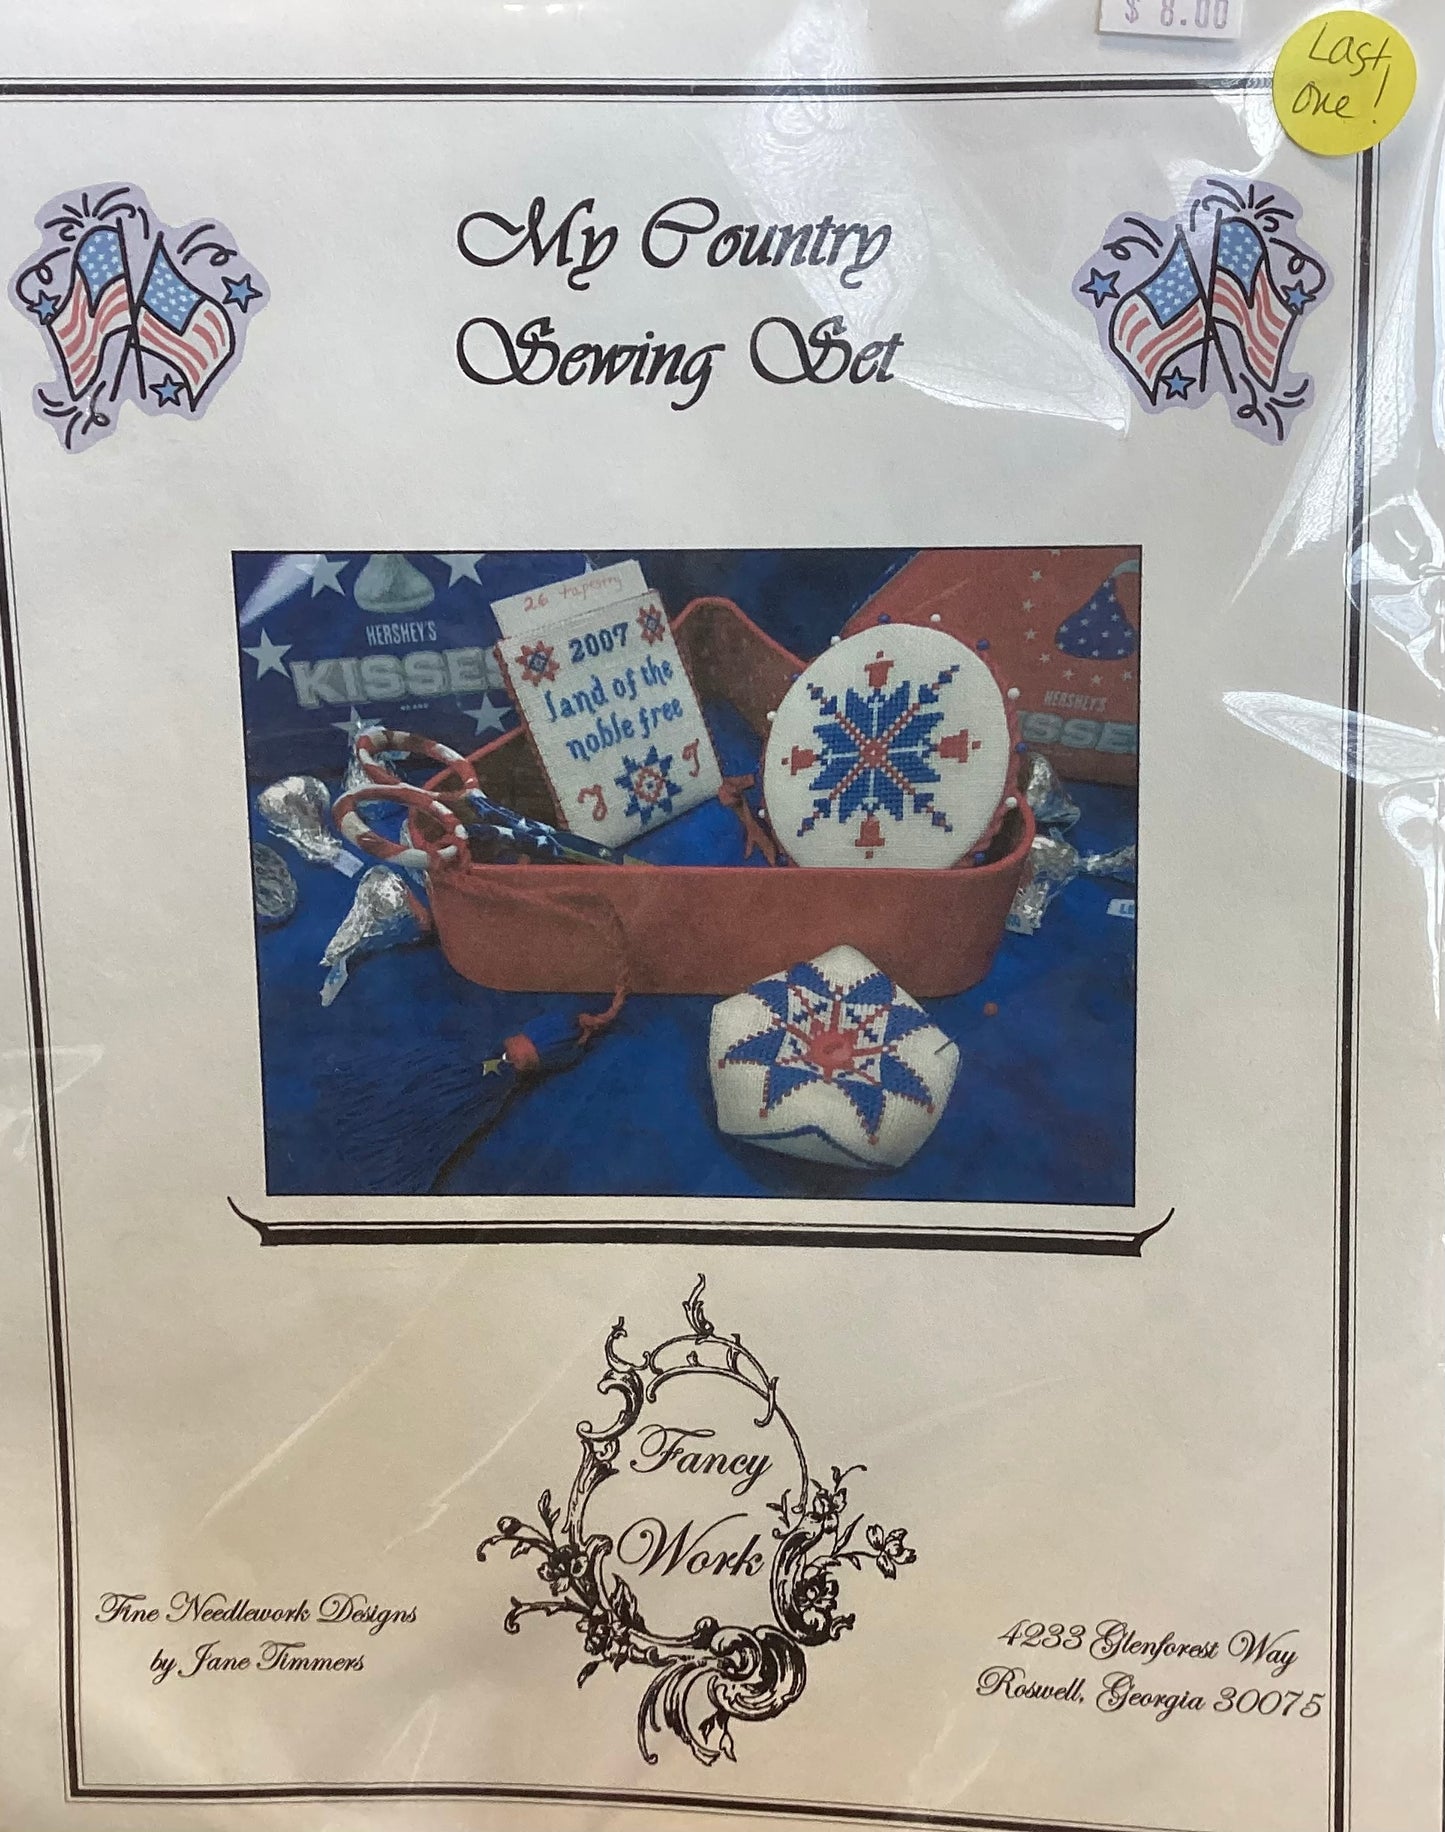 $ 8.00
Last
one!
My Country
Sewing Set
HERSHEY'S
KISSES
26 tapestry
2007
land of the
noble free
J T
HERSHEY'S
ISSES
Fancy
Work
Fine Needlework Designs
by Jane Timmers
4233 Glenforest Way
Roswell, Georgia 30075